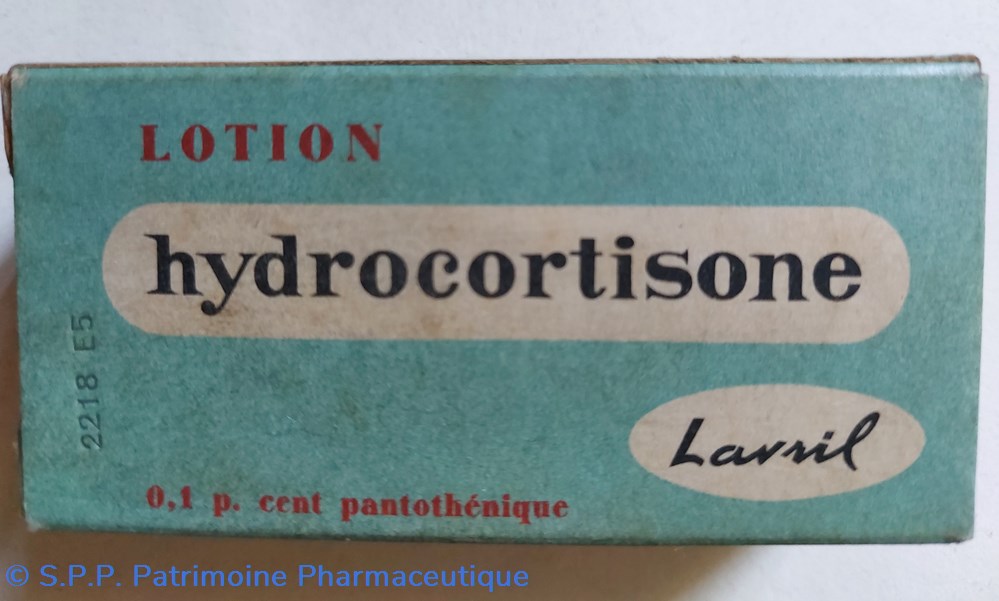 LOTION
hydrocortisone
2218 E5
Lavril
0,1 p. cent pantothénique
© S.P.P. Patrimoine Pharmaceutique